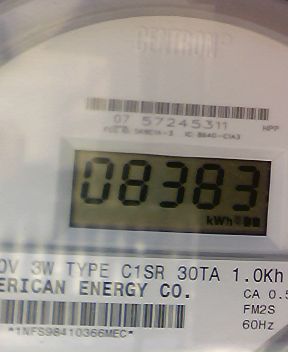 CENTRON
07 57245311
HPP
08383
kWh
0V 3W TYPE C1SR 30TA 1.0Kh
ERICAN ENERGY CO.
CA 0.5
FM2S
60Hz
*1NFS98410366MEC*